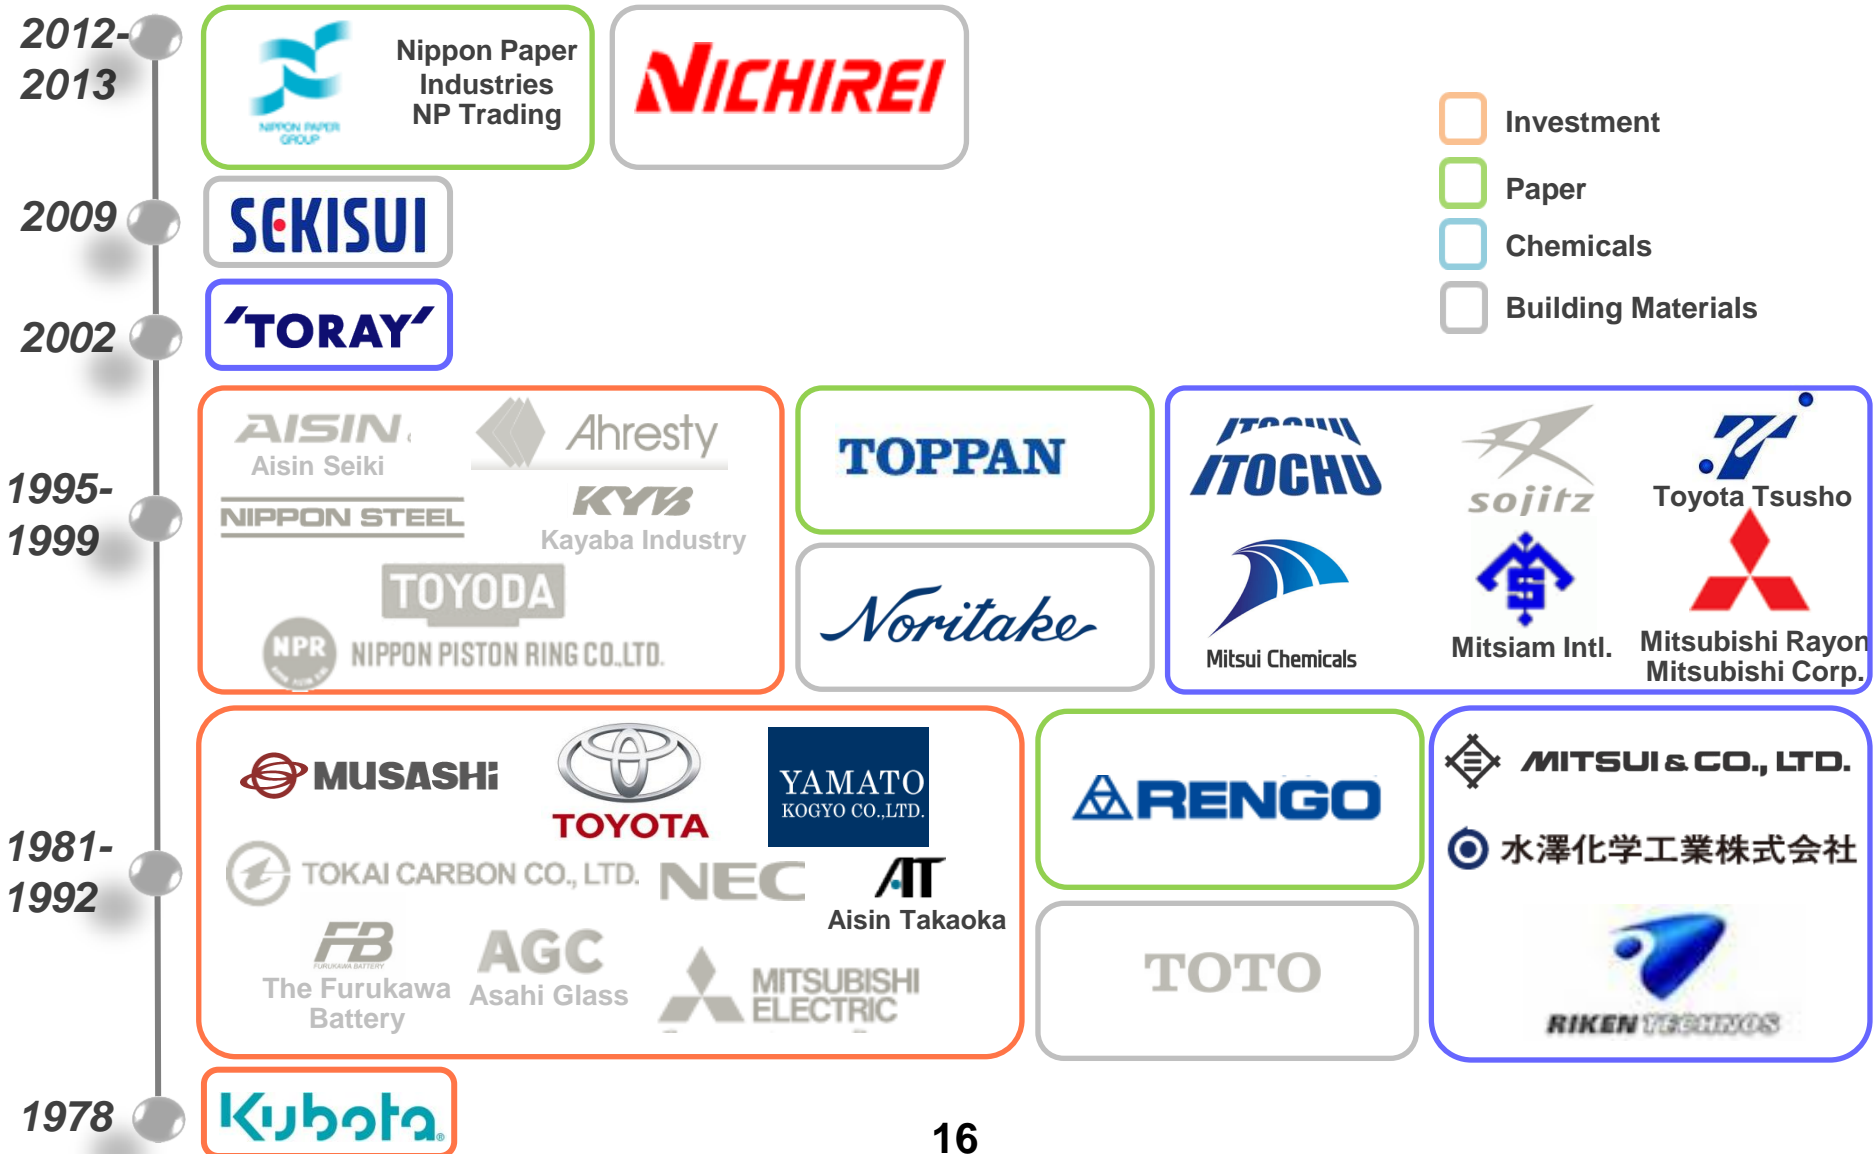 2012-
2013
NIPPON PAPER
GROUP
Nippon Paper
Industries
NP Trading
NICHIREI
Investment
Paper
Chemicals
Building Materials
2009
SEKISUI
2002
'TORAY'
1995-
1999
AISIN
Aisin Seiki
Ahresty
NIPPON STEEL
KYB
Kayaba Industry
TOYODA
NPR
NIPPON PISTON RING CO.,LTD.
TOPPAN
Noritake
ITOCHU
ITOCHU
sojitz
Toyota Tsusho
Mitsui Chemicals
Mitsiam Intl.
Mitsubishi Rayon
Mitsubishi Corp.
1981-
1992
MUSASHi
TOYOTA
YAMATO
KOGYO CO.,LTD.
TOKAI CARBON CO., LTD.
NEC
AT
Aisin Takaoka
FB
FURUKAWA BATTERY
The Furukawa
Battery
AGC
Asahi Glass
MITSUBISHI
ELECTRIC
RENGO
TOTO
MITSUI & CO., LTD.
水澤化学工業株式会社
RIKEN TECHNOS
1978
Kubota
16